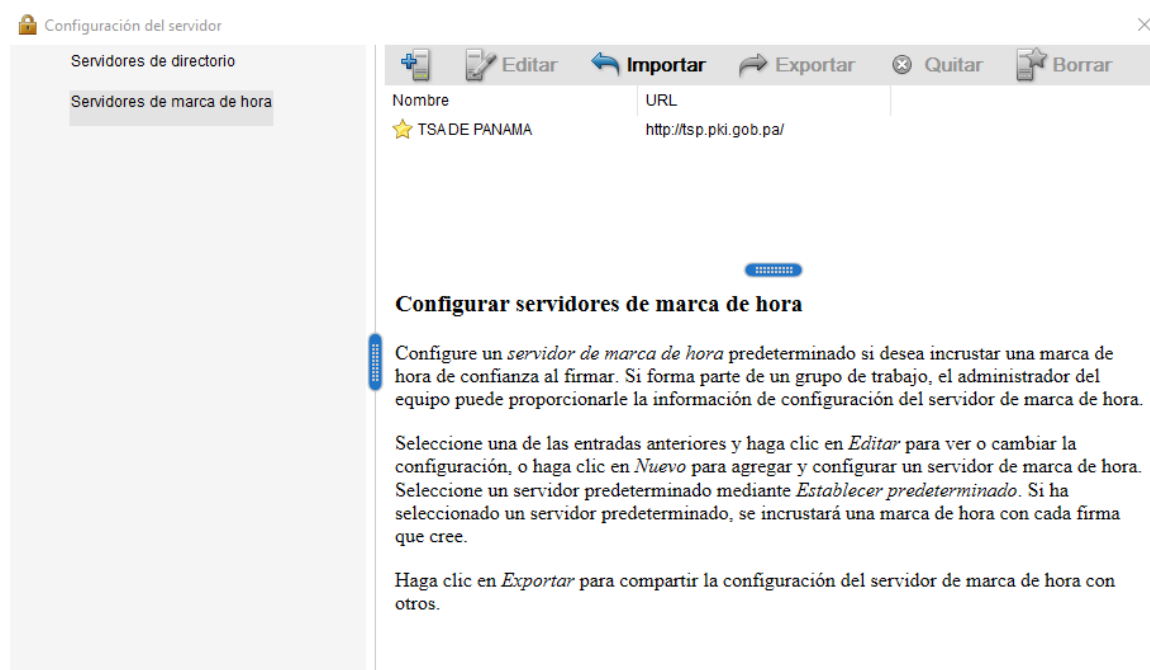 Configuración del servidor
Servidores de directorio
Servidores de marca de hora
Editar Importar Exportar Quitar Borrar
Nombre URL
TSA DE PANAMA http://tsp.pki.gob.pa/
Configurar servidores de marca de hora
Configure un servidor de marca de hora predeterminado si desea incrustar una marca de
hora de confianza al firmar. Si forma parte de un grupo de trabajo, el administrador del
equipo puede proporcionarle la información de configuración del servidor de marca de hora.
Seleccione una de las entradas anteriores y haga clic en Editar para ver o cambiar la
configuración, o haga clic en Nuevo para agregar y configurar un servidor de marca de hora.
Seleccione un servidor predeterminado mediante Establecer predeterminado. Si ha
seleccionado un servidor predeterminado, se incrustará una marca de hora con cada firma
que cree.
Haga clic en Exportar para compartir la configuración del servidor de marca de hora con
otros.